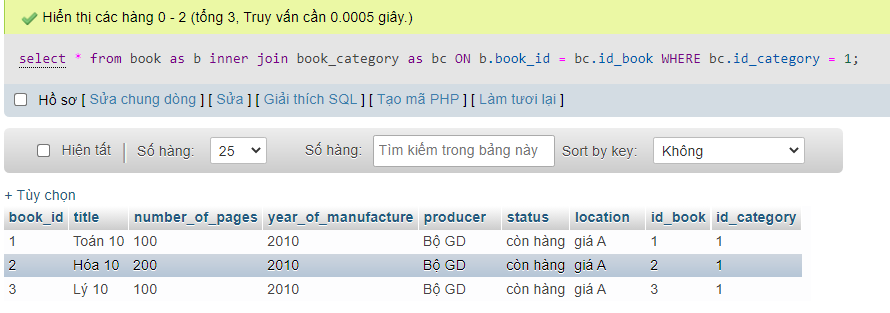 Hiển thị các hàng 0 - 2 (tổng 3, Truy vấn cần 0.0005 giây.)
select * from book as b inner join book_category as bc ON b.book_id = bc.id_book WHERE bc.id_category = 1;
Hồ sơ [ Sửa chung dòng ] [ Sửa ] [ Giải thích SQL ] [ Tạo mã PHP ] [ Làm tươi lại ]
Hiện tất | Số hàng: 25 Số hàng: Tìm kiếm trong bảng này Sort by key: Không
+ Tùy chọn
book_id title number_of_pages year_of_manufacture producer status location id_book id_category
1 Toán 10 100 2010 Bộ GD còn hàng giá A 1 1
2 Hóa 10 200 2010 Bộ GD còn hàng giá A 2 1
3 Lý 10 100 2010 Bộ GD còn hàng giá A 3 1